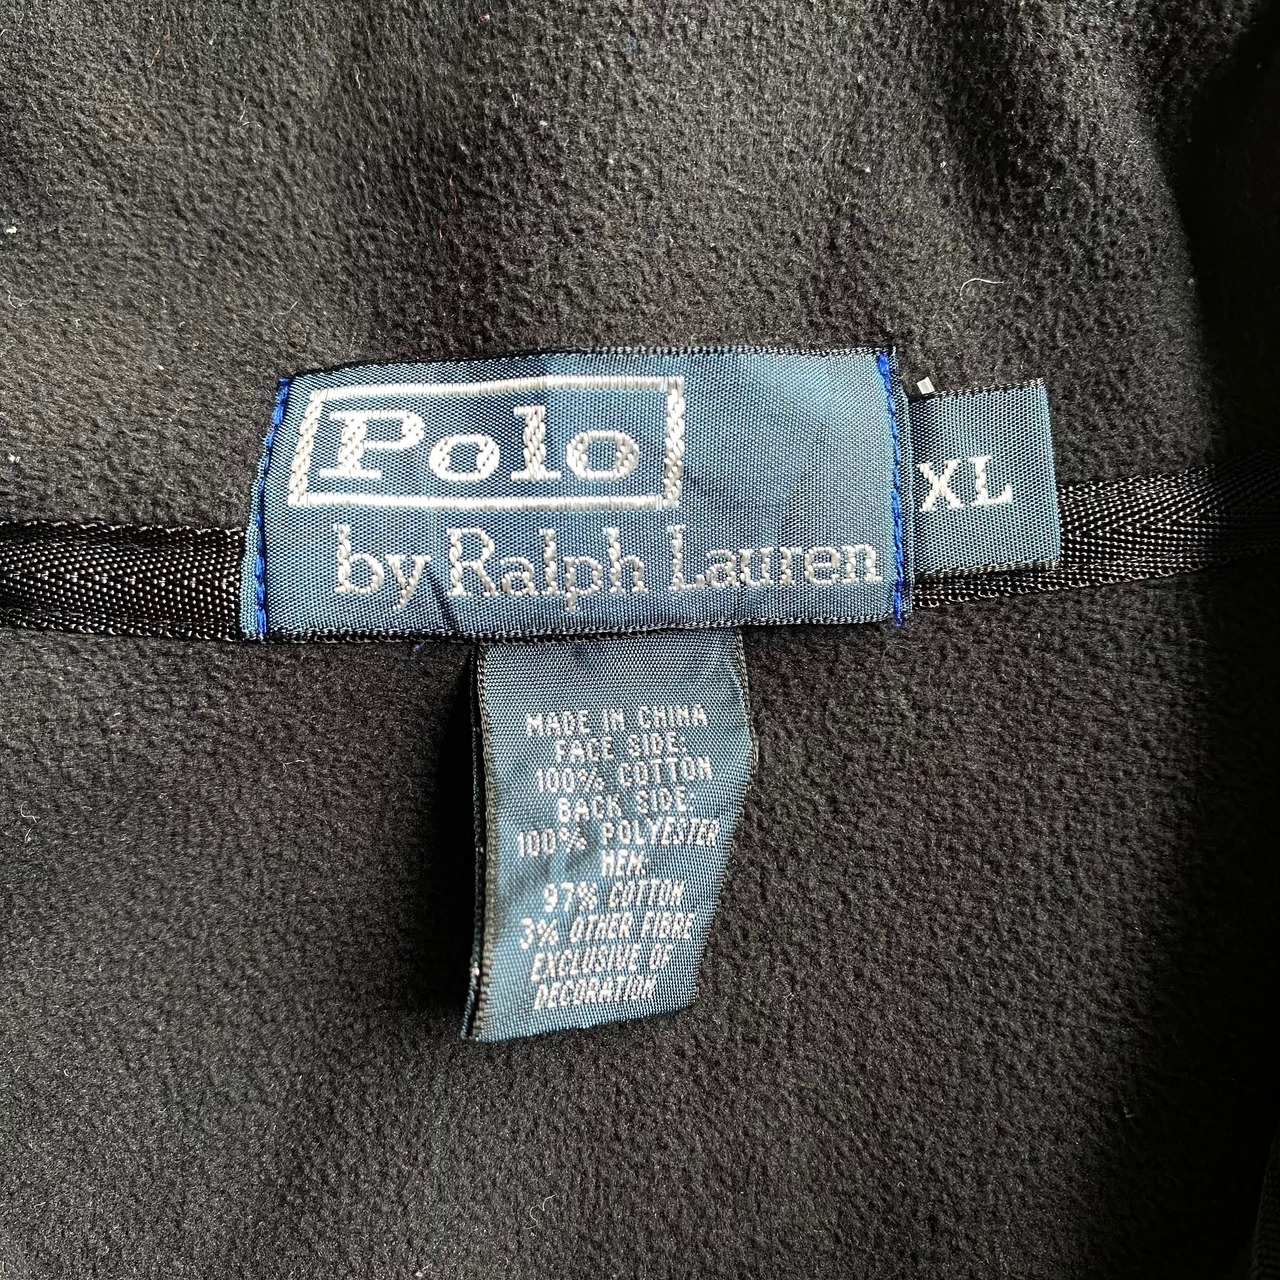 Polo
by Ralph Lauren
XL
MADE IN CHINA
FACE SIDE:
100% COTTON
BACK SIDE:
100% POLYESTER
HEM:
97% COTTON
3% OTHER FIBRE
EXCLUSIVE OF
DECORATION